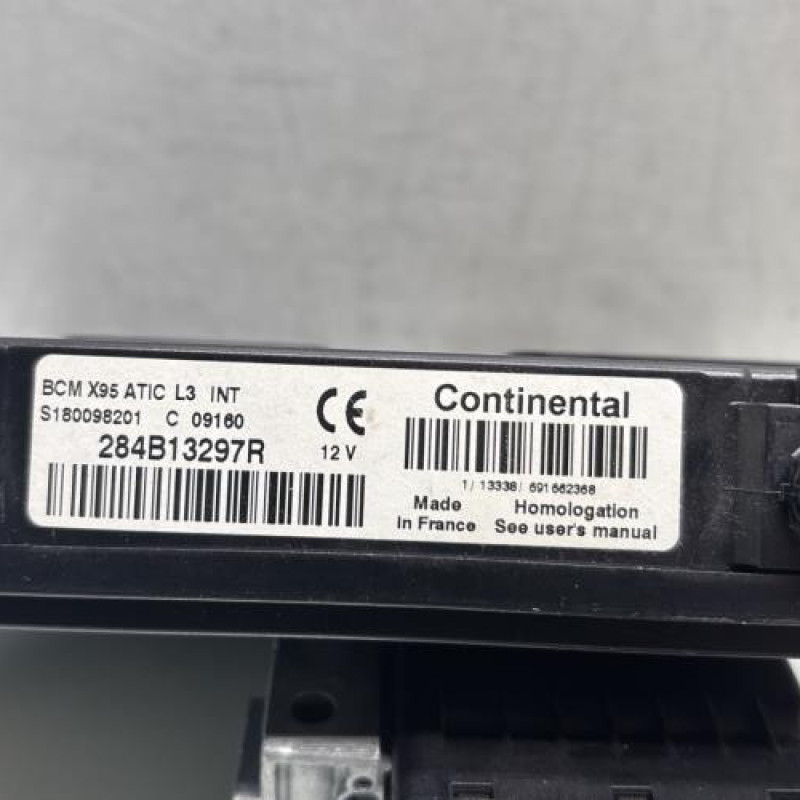 BCM X95 ATIC L3 INT
S180098201 C 09160
284B13297R
CE
12 V
Continental
1/ 13338/ 691662368
Made
In France
Homologation
See user's manual